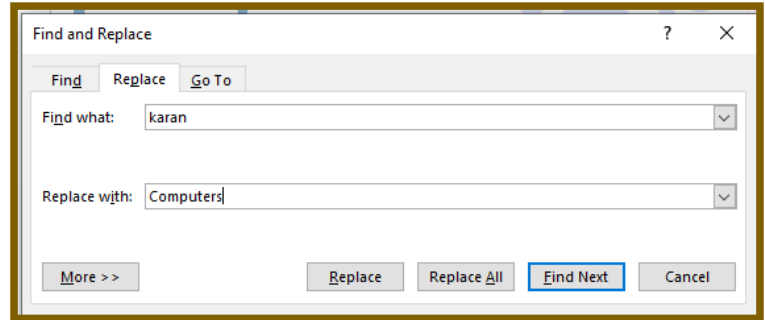 Find and Replace ? ×
Find Replace Go To
Find what: karan
Replace with: Computers
More >> Replace Replace All Find Next Cancel